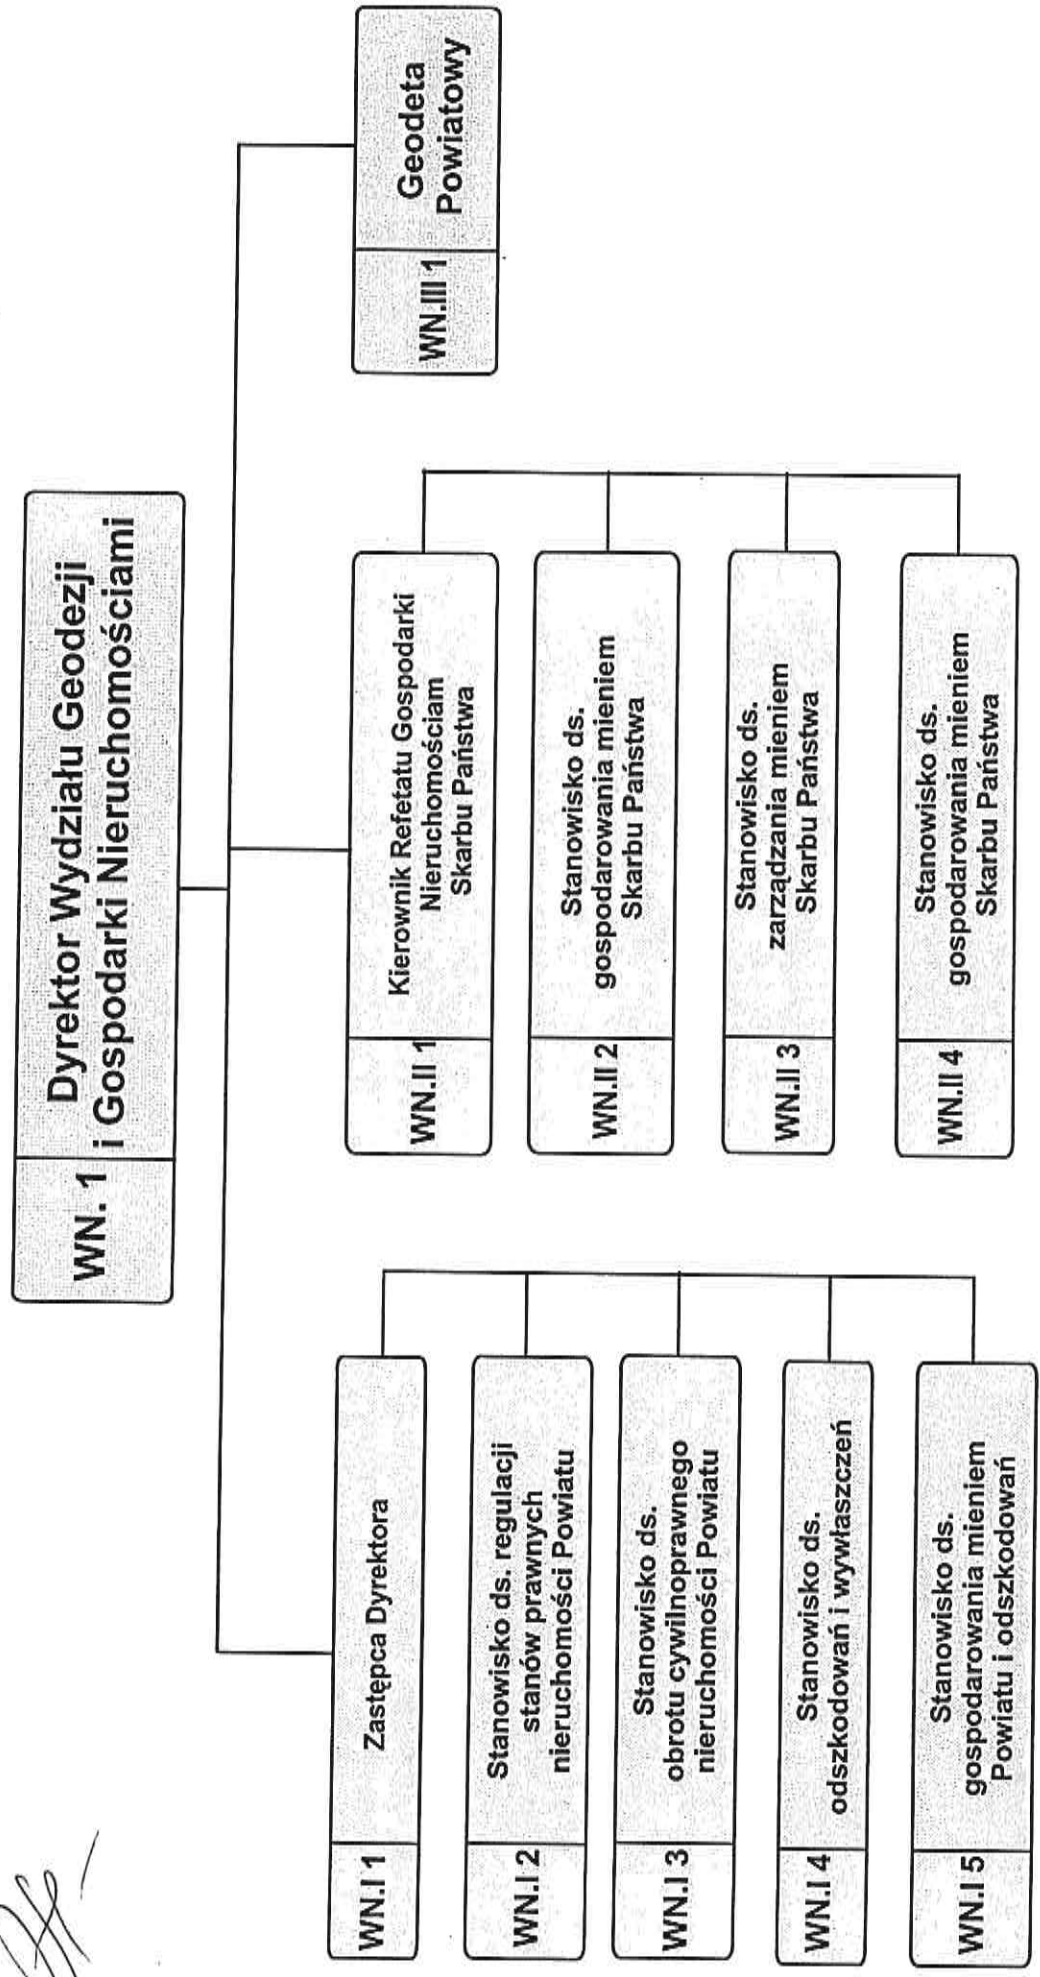 WN. 1
Dyrektor Wydziału Geodezji
i Gospodarki Nieruchomościami
WN.I 1
Zastępca Dyrektora
WN.I 2
Stanowisko ds. regulacji
stanów prawnych
nieruchomości Powiatu
WN.I 3
Stanowisko ds.
obrotu cywilnoprawnego
nieruchomości Powiatu
WN.I 4
Stanowisko ds.
odszkodowań i wywłaszczeń
WN.I 5
Stanowisko ds.
gospodarowania mieniem
Powiatu i odszkodowań
WN.II 1
Kierownik Refetatu Gospodarki
Nieruchomościam
Skarbu Państwa
WN.II 2
Stanowisko ds.
gospodarowania mieniem
Skarbu Państwa
WN.II 3
Stanowisko ds.
zarządzania mieniem
Skarbu Państwa
WN.II 4
Stanowisko ds.
gospodarowania mieniem
Skarbu Państwa
WN.III 1
Geodeta
Powiatowy